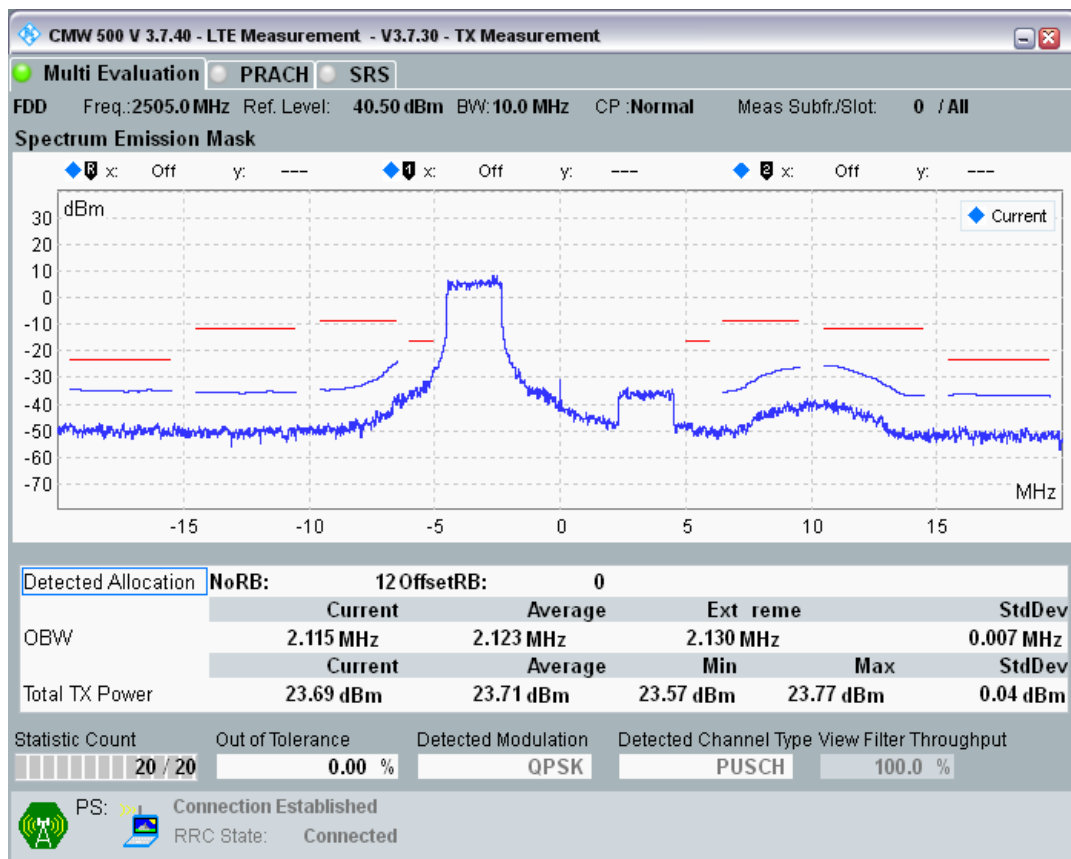 CMW 500 V 3.7.40 - LTE Measurement - V3.7.30 - TX Measurement
Multi Evaluation PRACH SRS
FDD Freq.:2505.0 MHz Ref. Level: 40.50 dBm BW: 10.0 MHz CP :Normal Meas Subfr./Slot: 0 / All
Spectrum Emission Mask
R x: Off y: --- 1 x: Off y: --- 2 x: Off y: ---
dBm
Current
30
20
10
0
-10
-20
-30
-40
-50
-60
-70
MHz
-15 -10 -5 0 5 10 15
Detected Allocation NoRB: 12 OffsetRB: 0
Current Average Ext reme StdDev
OBW 2.115 MHz 2.123 MHz 2.130 MHz 0.007 MHz
Current Average Min Max StdDev
Total TX Power 23.69 dBm 23.71 dBm 23.57 dBm 23.77 dBm 0.04 dBm
Statistic Count Out of Tolerance Detected Modulation Detected Channel Type View Filter Throughput
20 / 20 0.00 % QPSK PUSCH 100.0 %
PS: Connection Established
RRC State: Connected